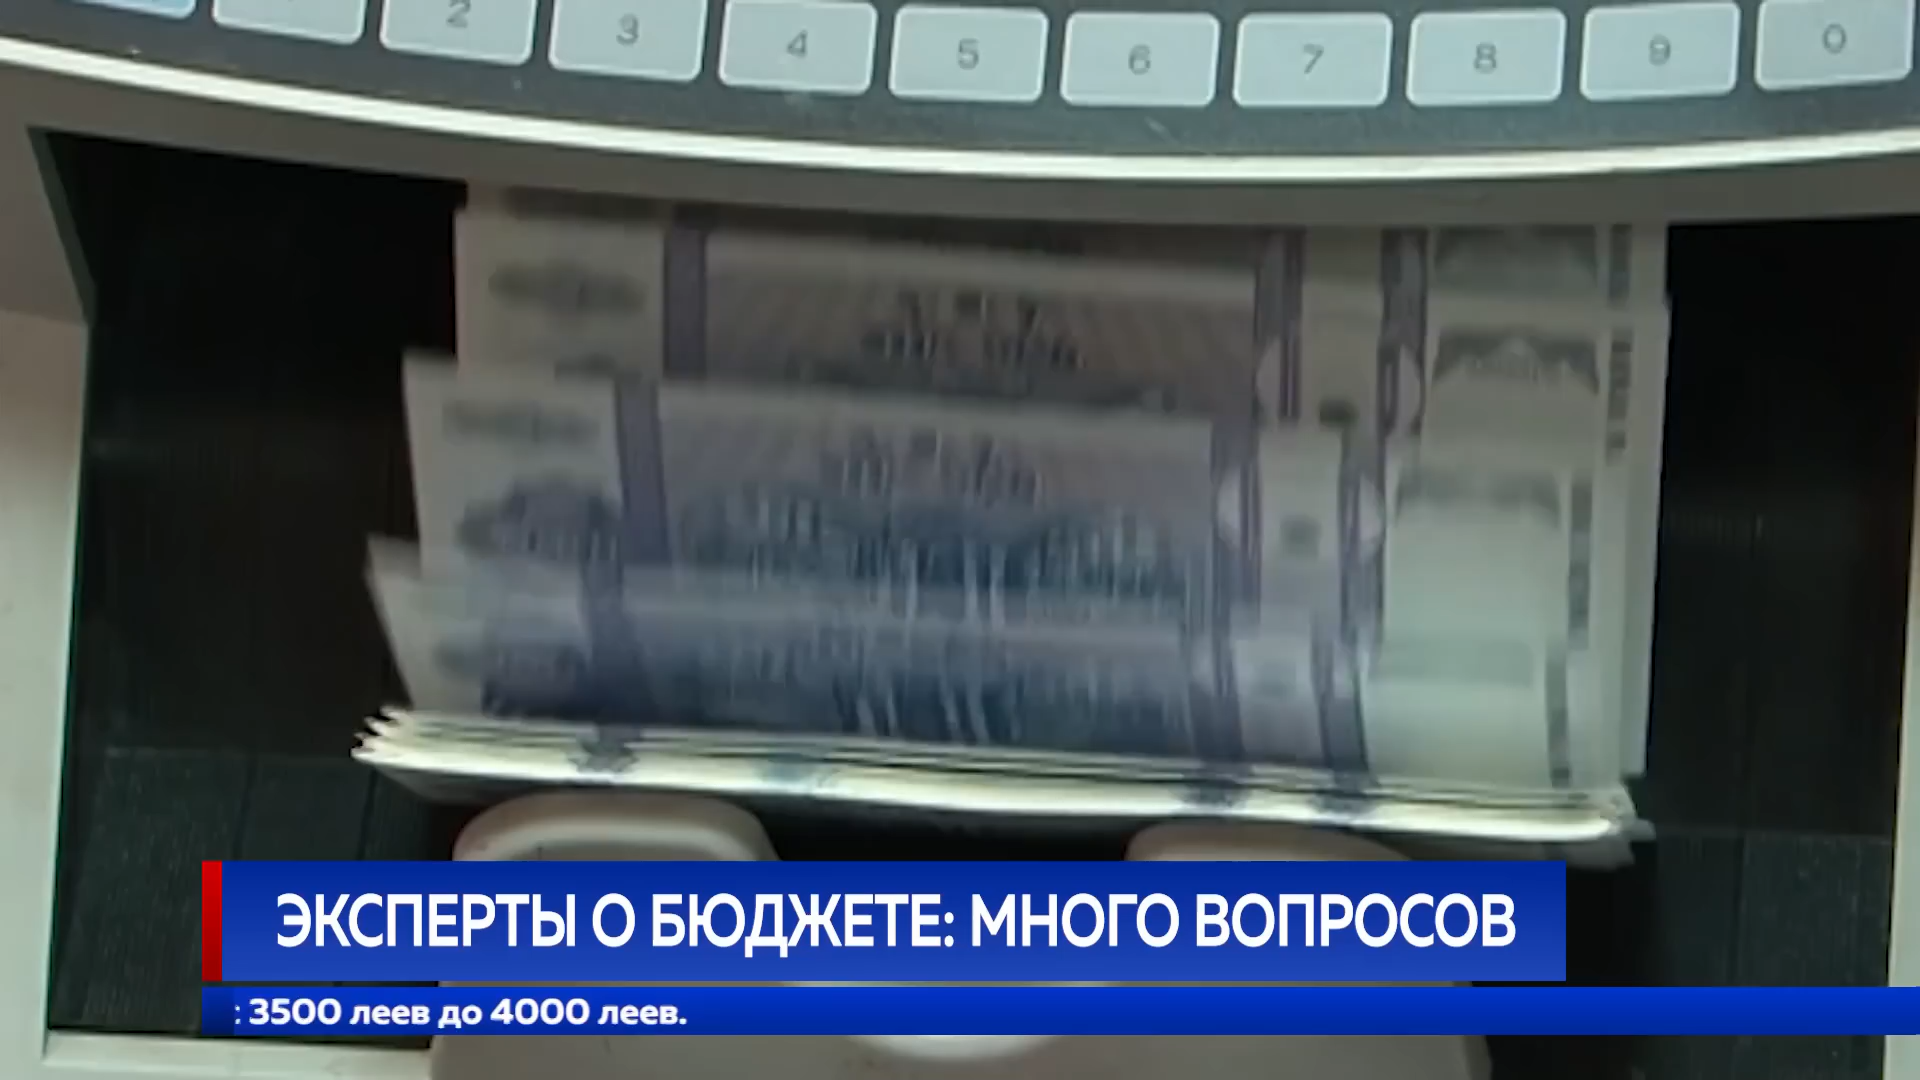 2 3 4 5 6 7 8 9 0
ЭКСПЕРТЫ О БЮДЖЕТЕ: МНОГО ВОПРОСОВ
3500 леев до 4000 леев.